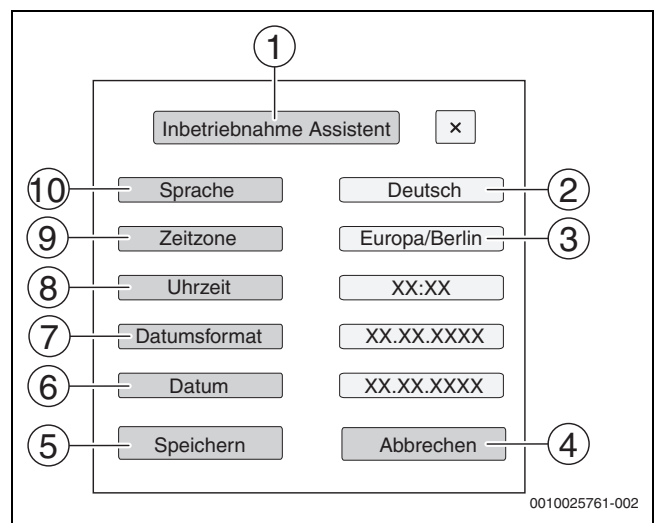 1
Inbetriebnahme Assistent ×
10 Sprache Deutsch 2
9 Zeitzone Europa/Berlin 3
8 Uhrzeit XX:XX
7 Datumsformat XX.XX.XXXX
6 Datum XX.XX.XXXX
5 Speichern Abbrechen 4
0010025761-002